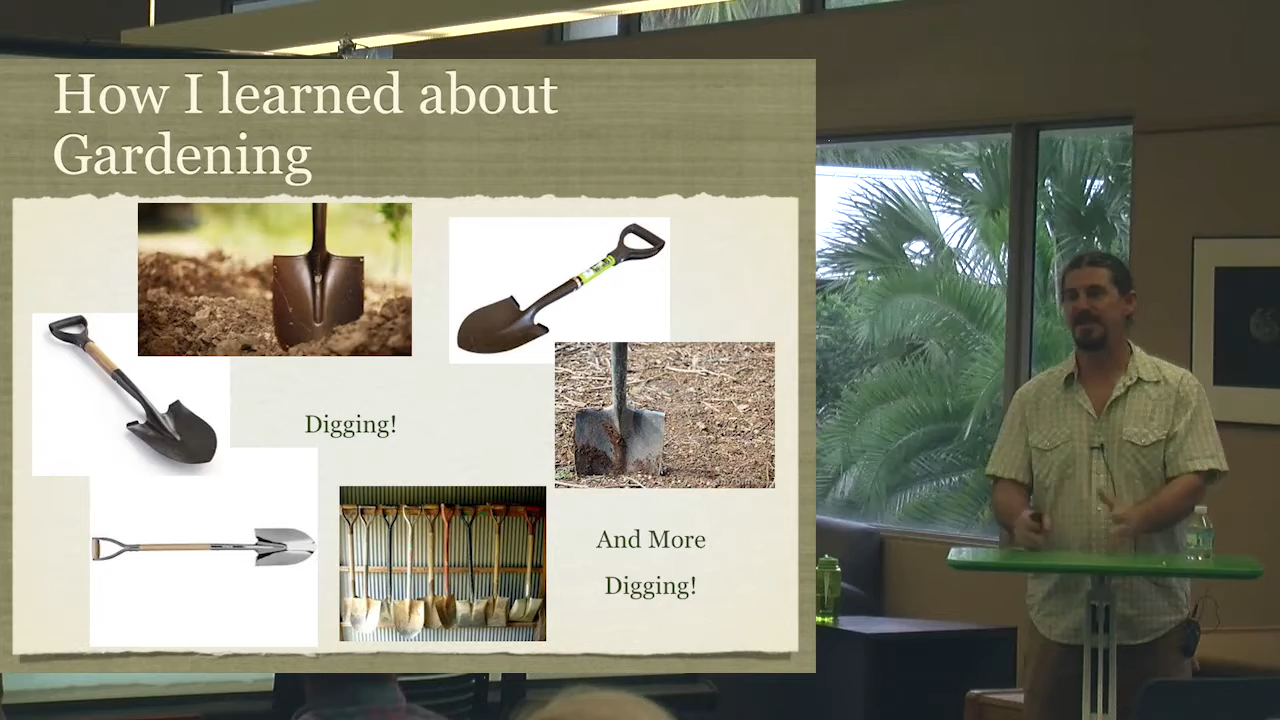 How I learned about
Gardening
Digging!
And More
Digging!